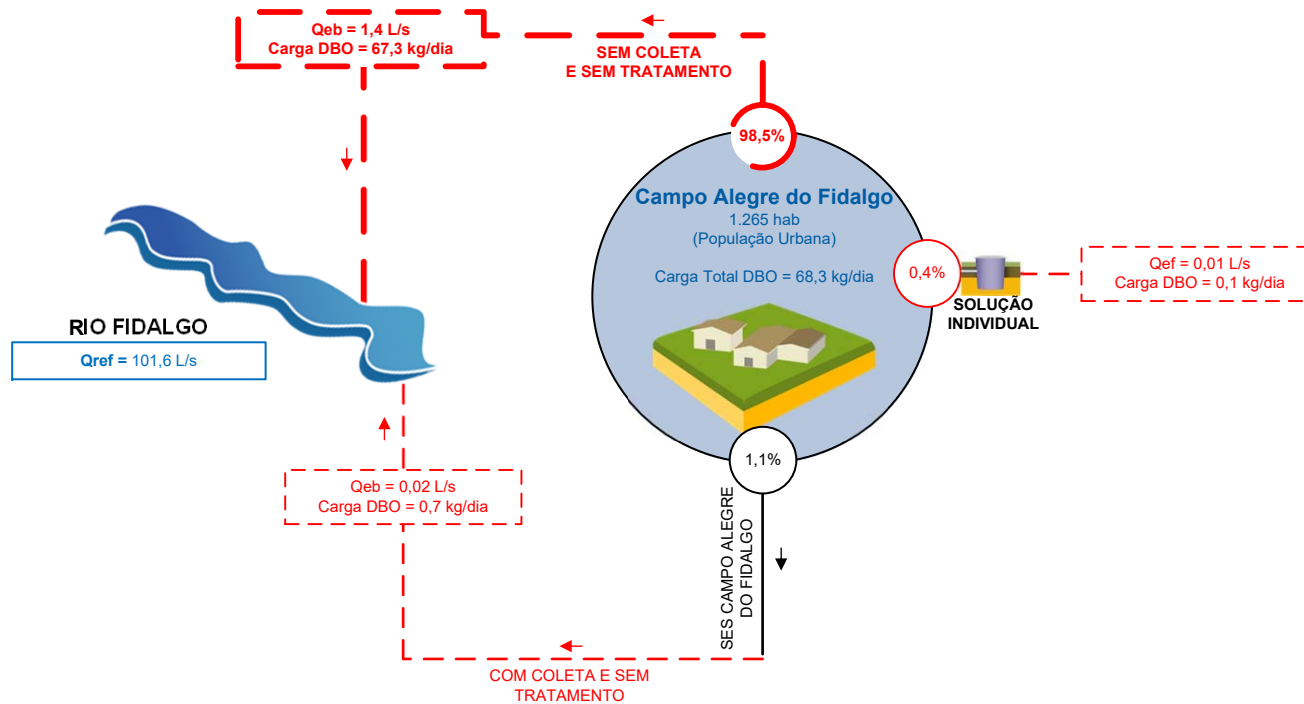 Qeb = 1,4 L/s
Carga DBO = 67,3 kg/dia
SEM COLETA
E SEM TRATAMENTO
98,5%
Campo Alegre do Fidalgo
1.265 hab
(População Urbana)
Carga Total DBO = 68,3 kg/dia
0,4%
SOLUÇÃO
INDIVIDUAL
Qef = 0,01 L/s
Carga DBO = 0,1 kg/dia
RIO FIDALGO
Qref = 101,6 L/s
1,1%
Qeb = 0,02 L/s
Carga DBO = 0,7 kg/dia
SES CAMPO ALEGRE
DO FIDALGO
COM COLETA E SEM
TRATAMENTO